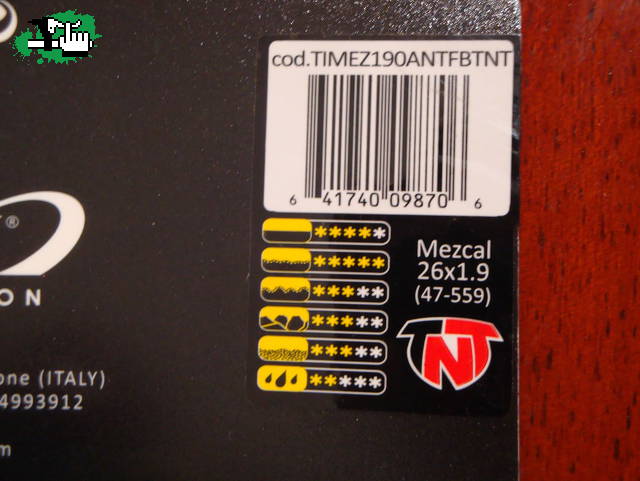 cod.TIMEZ190ANTFBTNT
6 41740 09870 6
®
ON
Mezcal
26x1.9
(47-559)
TNT
one (ITALY)
4993912
m